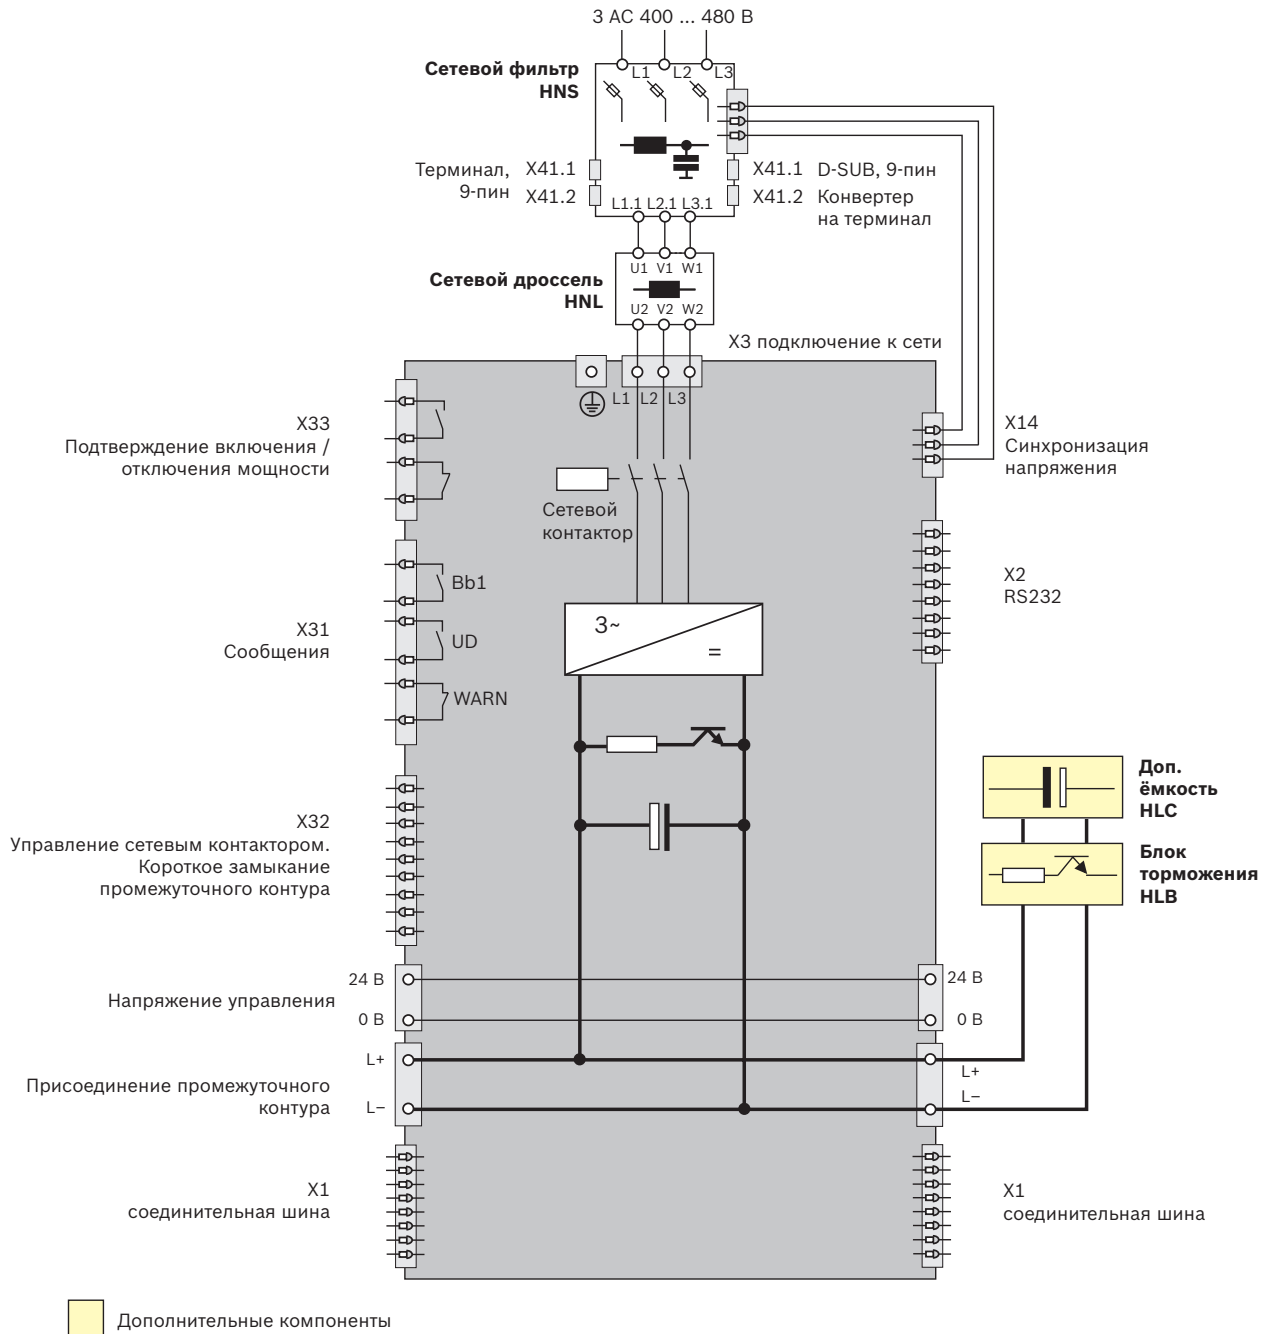 3 AC 400 ... 480 В
Сетевой фильтр
HNS
L1
L2
L3
Терминал,
9-пин
X41.1
X41.2
X41.1
D-SUB, 9-пин
X41.2
Конвертер
на терминал
L1.1
L2.1
L3.1
Сетевой дроссель
HNL
U1
V1
W1
U2
V2
W2
X3 подключение к сети
L1
L2
L3
X33
Подтверждение включения /
отключения мощности
X14
Синхронизация
напряжения
Сетевой
контактор
X31
Сообщения
Bb1
UD
WARN
X2
RS232
3~
=
X32
Управление сетевым контактором.
Короткое замыкание
промежуточного контура
Доп.
ёмкость
HLC
Блок
торможения
HLB
Напряжение управления
24 В
0 В
24 В
0 В
Присоединение промежуточного
контура
L+
L–
L+
L–
X1
соединительная шина
X1
соединительная шина
Дополнительные компоненты